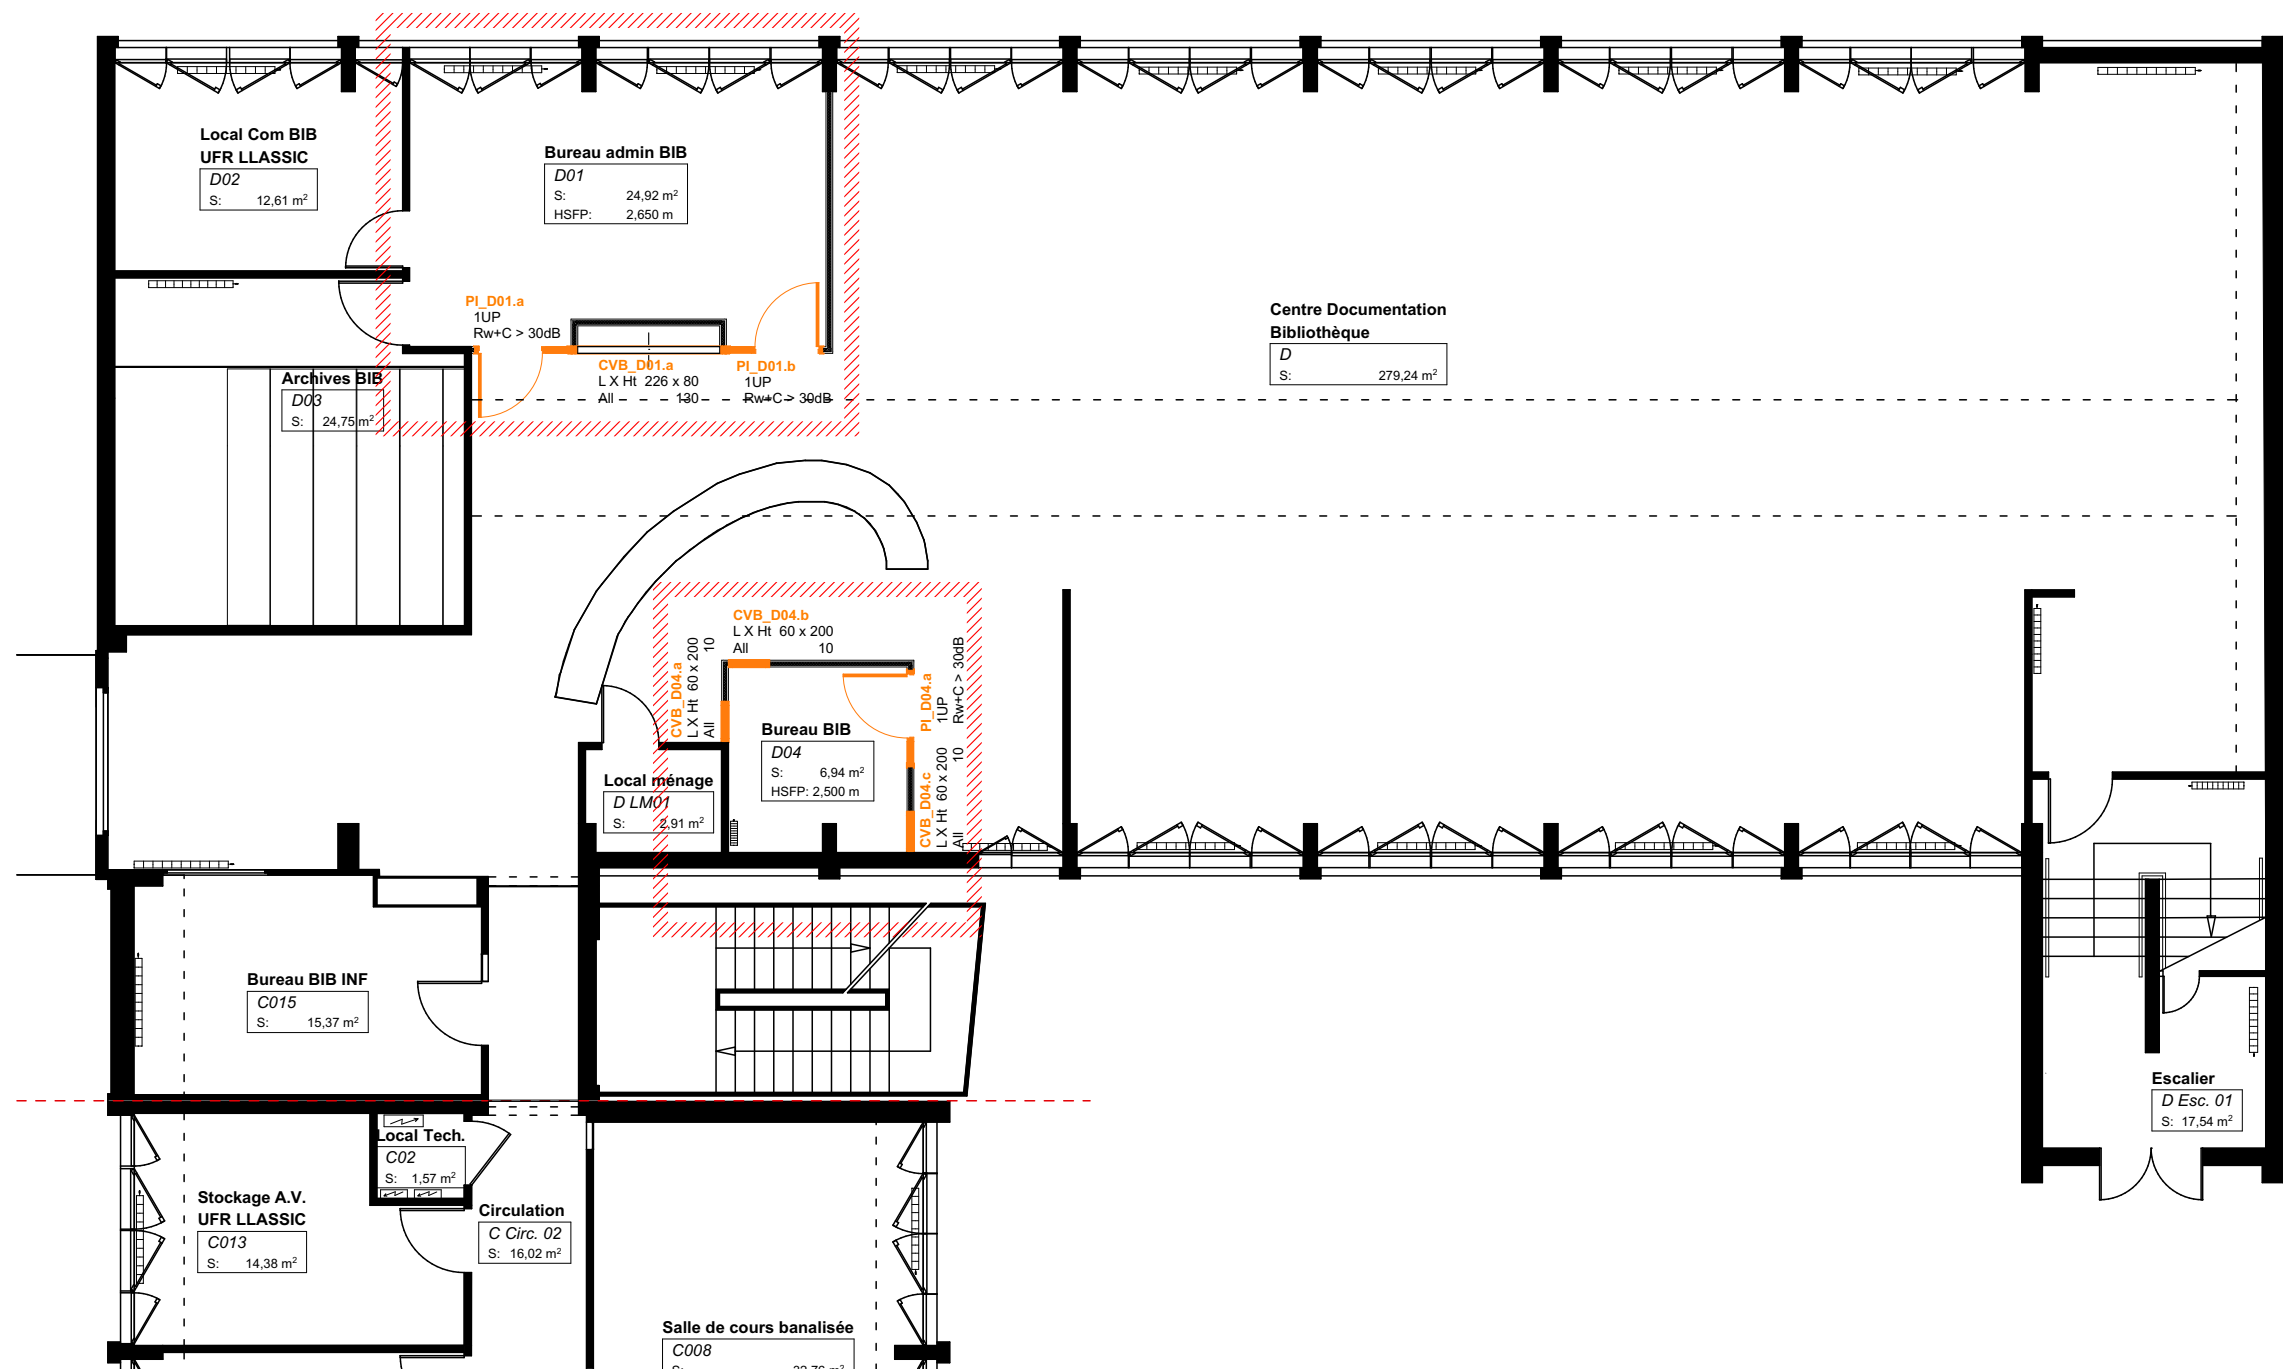 Local Com BIB
UFR LLASSIC
D02
S: 12,61 m²
Bureau admin BIB
D01
S: 24,92 m²
HSFP: 2,650 m
PI_D01.a
1UP
Rw+C > 30dB
CVB_D01.a
L X Ht 226 x 80
All 130
PI_D01.b
1UP
Rw+C > 30dB
Centre Documentation
Bibliothèque
D
S: 279,24 m²
Archives BIB
D03
S: 24,75 m²
CVB_D04.b
L X Ht 60 x 200
All 10
CVB_D04.a
L X Ht 60 x 200
All 10
PI_D04.a
1UP
Rw+C > 30dB
Bureau BIB
D04
S: 6,94 m²
HSFP: 2,500 m
CVB_D04.c
L X Ht 60 x 200
All 10
Local ménage
D LM01
S: 2,91 m²
Bureau BIB INF
C015
S: 15,37 m²
Escalier
D Esc. 01
S: 17,54 m²
Local Tech.
C02
S: 1,57 m²
Stockage A.V.
UFR LLASSIC
C013
S: 14,38 m²
Circulation
C Circ. 02
S: 16,02 m²
Salle de cours banalisée
C008